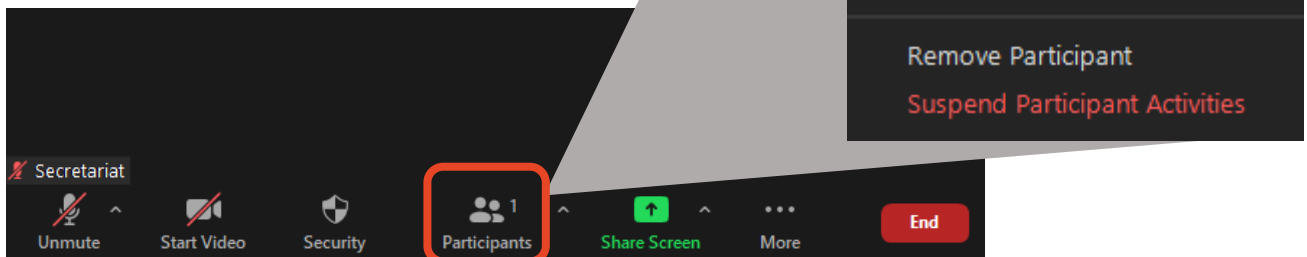 Remove Participant
Suspend Participant Activities
Secretariat
1
Unmute Start Video Security Participants Share Screen More End